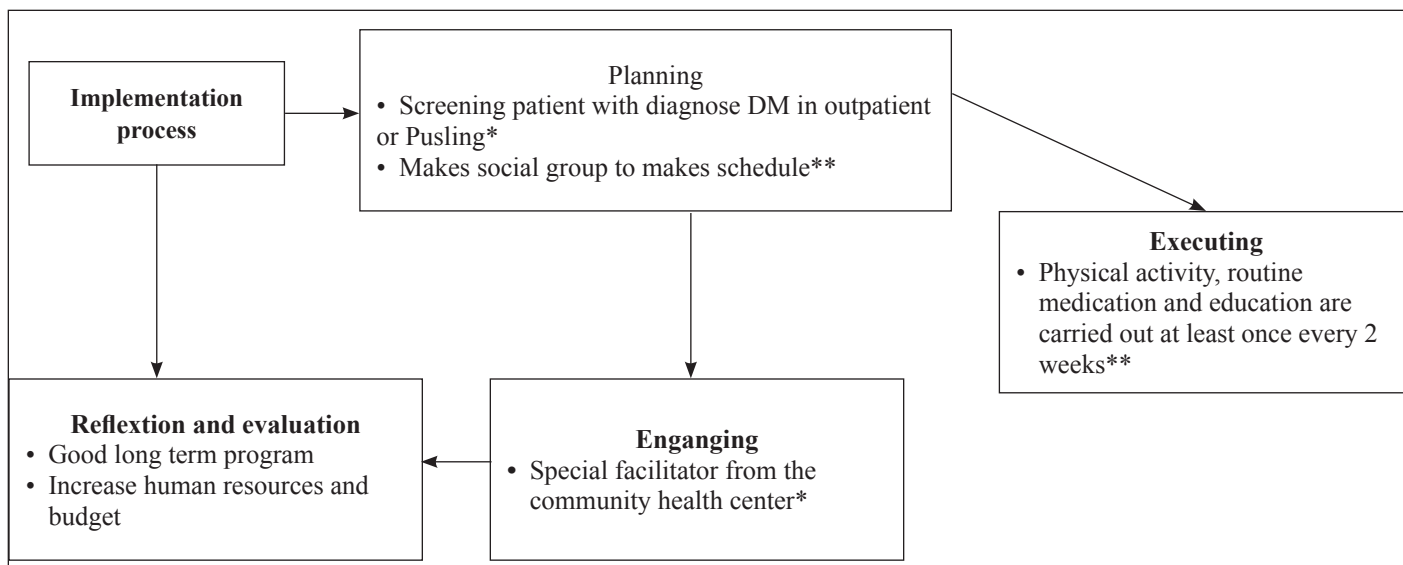 Implementation
process
Planning
• Screening patient with diagnose DM in outpatient
or Pusling*
• Makes social group to makes schedule**
Executing
• Physical activity, routine
medication and education are
carried out at least once every 2
weeks**
Reflextion and evaluation
• Good long term program
• Increase human resources and
budget
Enganging
• Special facilitator from the
community health center*